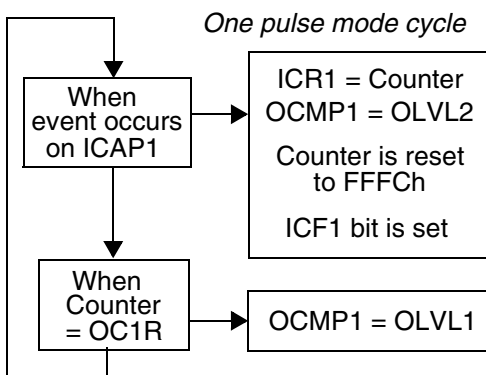 One pulse mode cycle
When
event occurs
on ICAP1
ICR1 = Counter
OCMP1 = OLVL2
Counter is reset
to FFFCh
ICF1 bit is set
When
Counter
= OC1R
OCMP1 = OLVL1